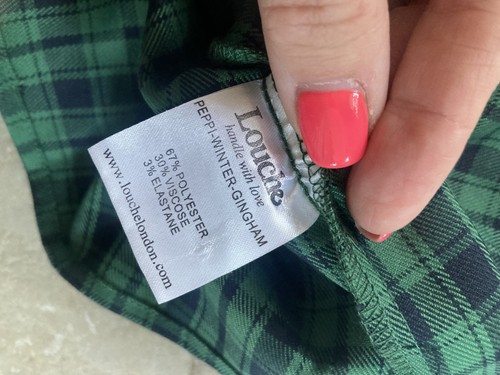 Louche
handle with love
PEPPI-WINTER-GINGHAM
67% POLYESTER
30% VISCOSE
3% ELASTANE
www.louchelondon.com